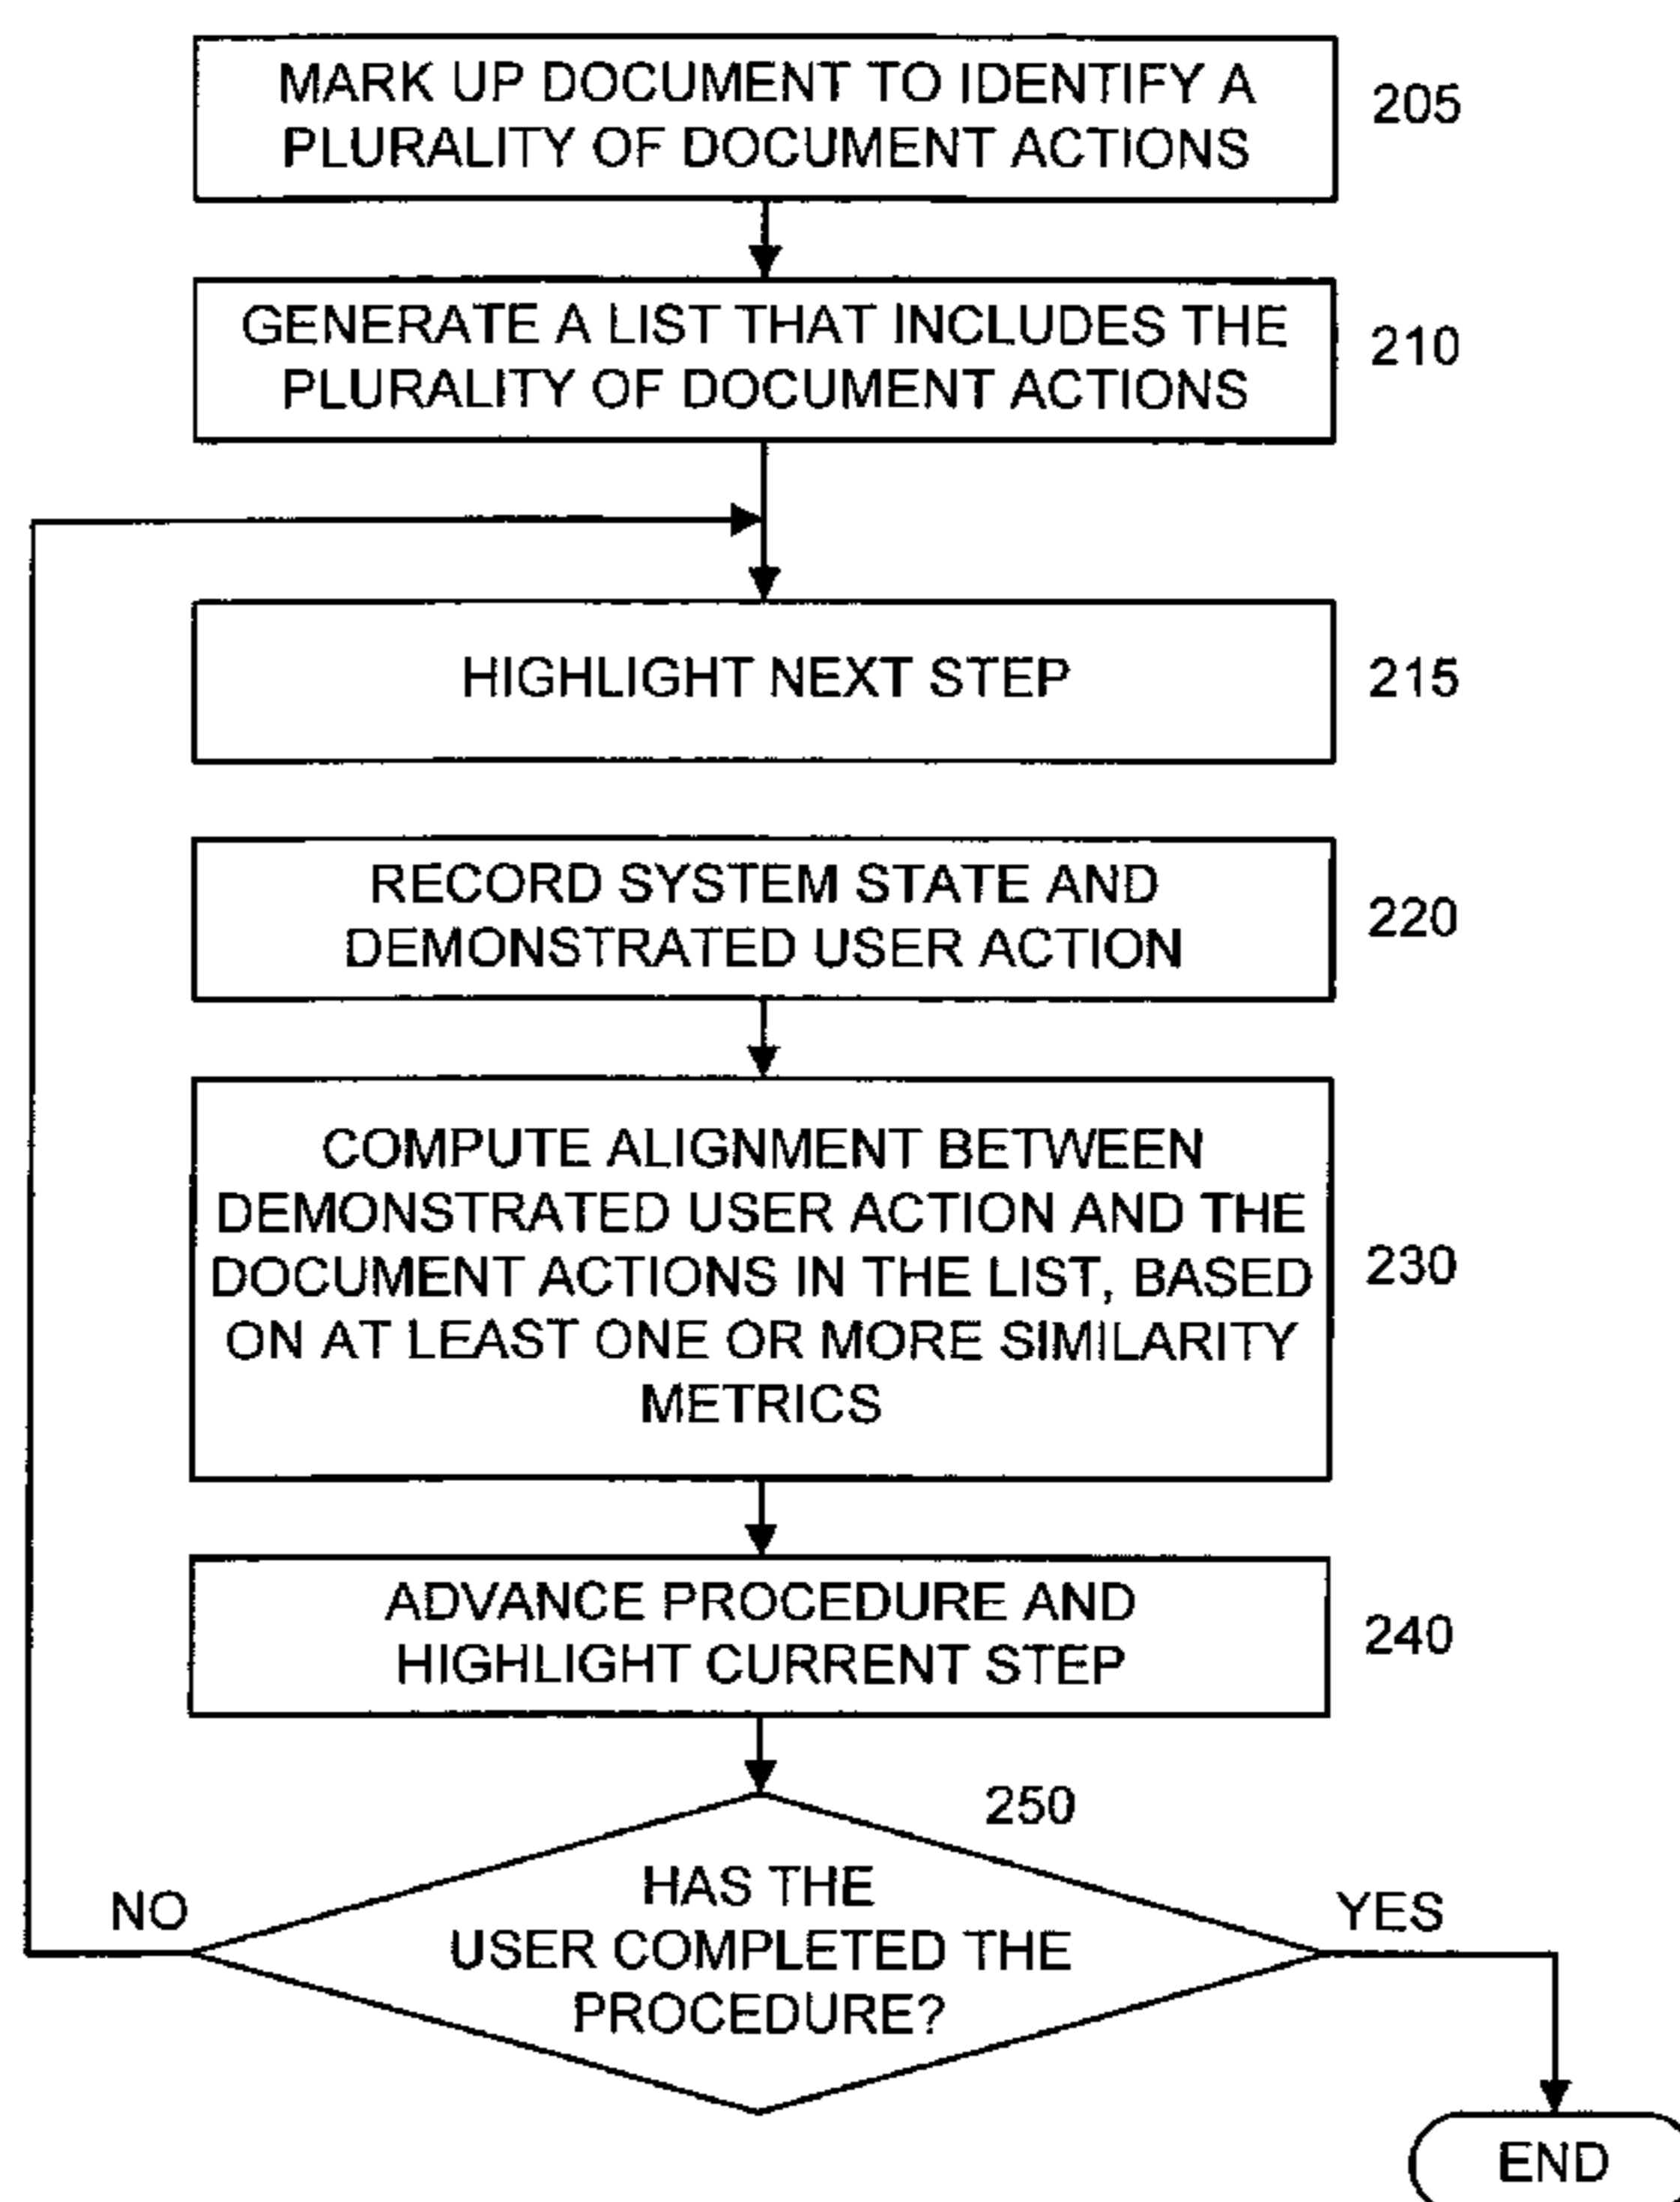 MARK UP DOCUMENT TO IDENTIFY A
PLURALITY OF DOCUMENT ACTIONS
205
GENERATE A LIST THAT INCLUDES THE
PLURALITY OF DOCUMENT ACTIONS
210
HIGHLIGHT NEXT STEP
215
RECORD SYSTEM STATE AND
DEMONSTRATED USER ACTION
220
COMPUTE ALIGNMENT BETWEEN
DEMONSTRATED USER ACTION AND THE
DOCUMENT ACTIONS IN THE LIST, BASED
ON AT LEAST ONE OR MORE SIMILARITY
METRICS
230
ADVANCE PROCEDURE AND
HIGHLIGHT CURRENT STEP
240
250
HAS THE
USER COMPLETED THE
PROCEDURE?
NO
YES
END